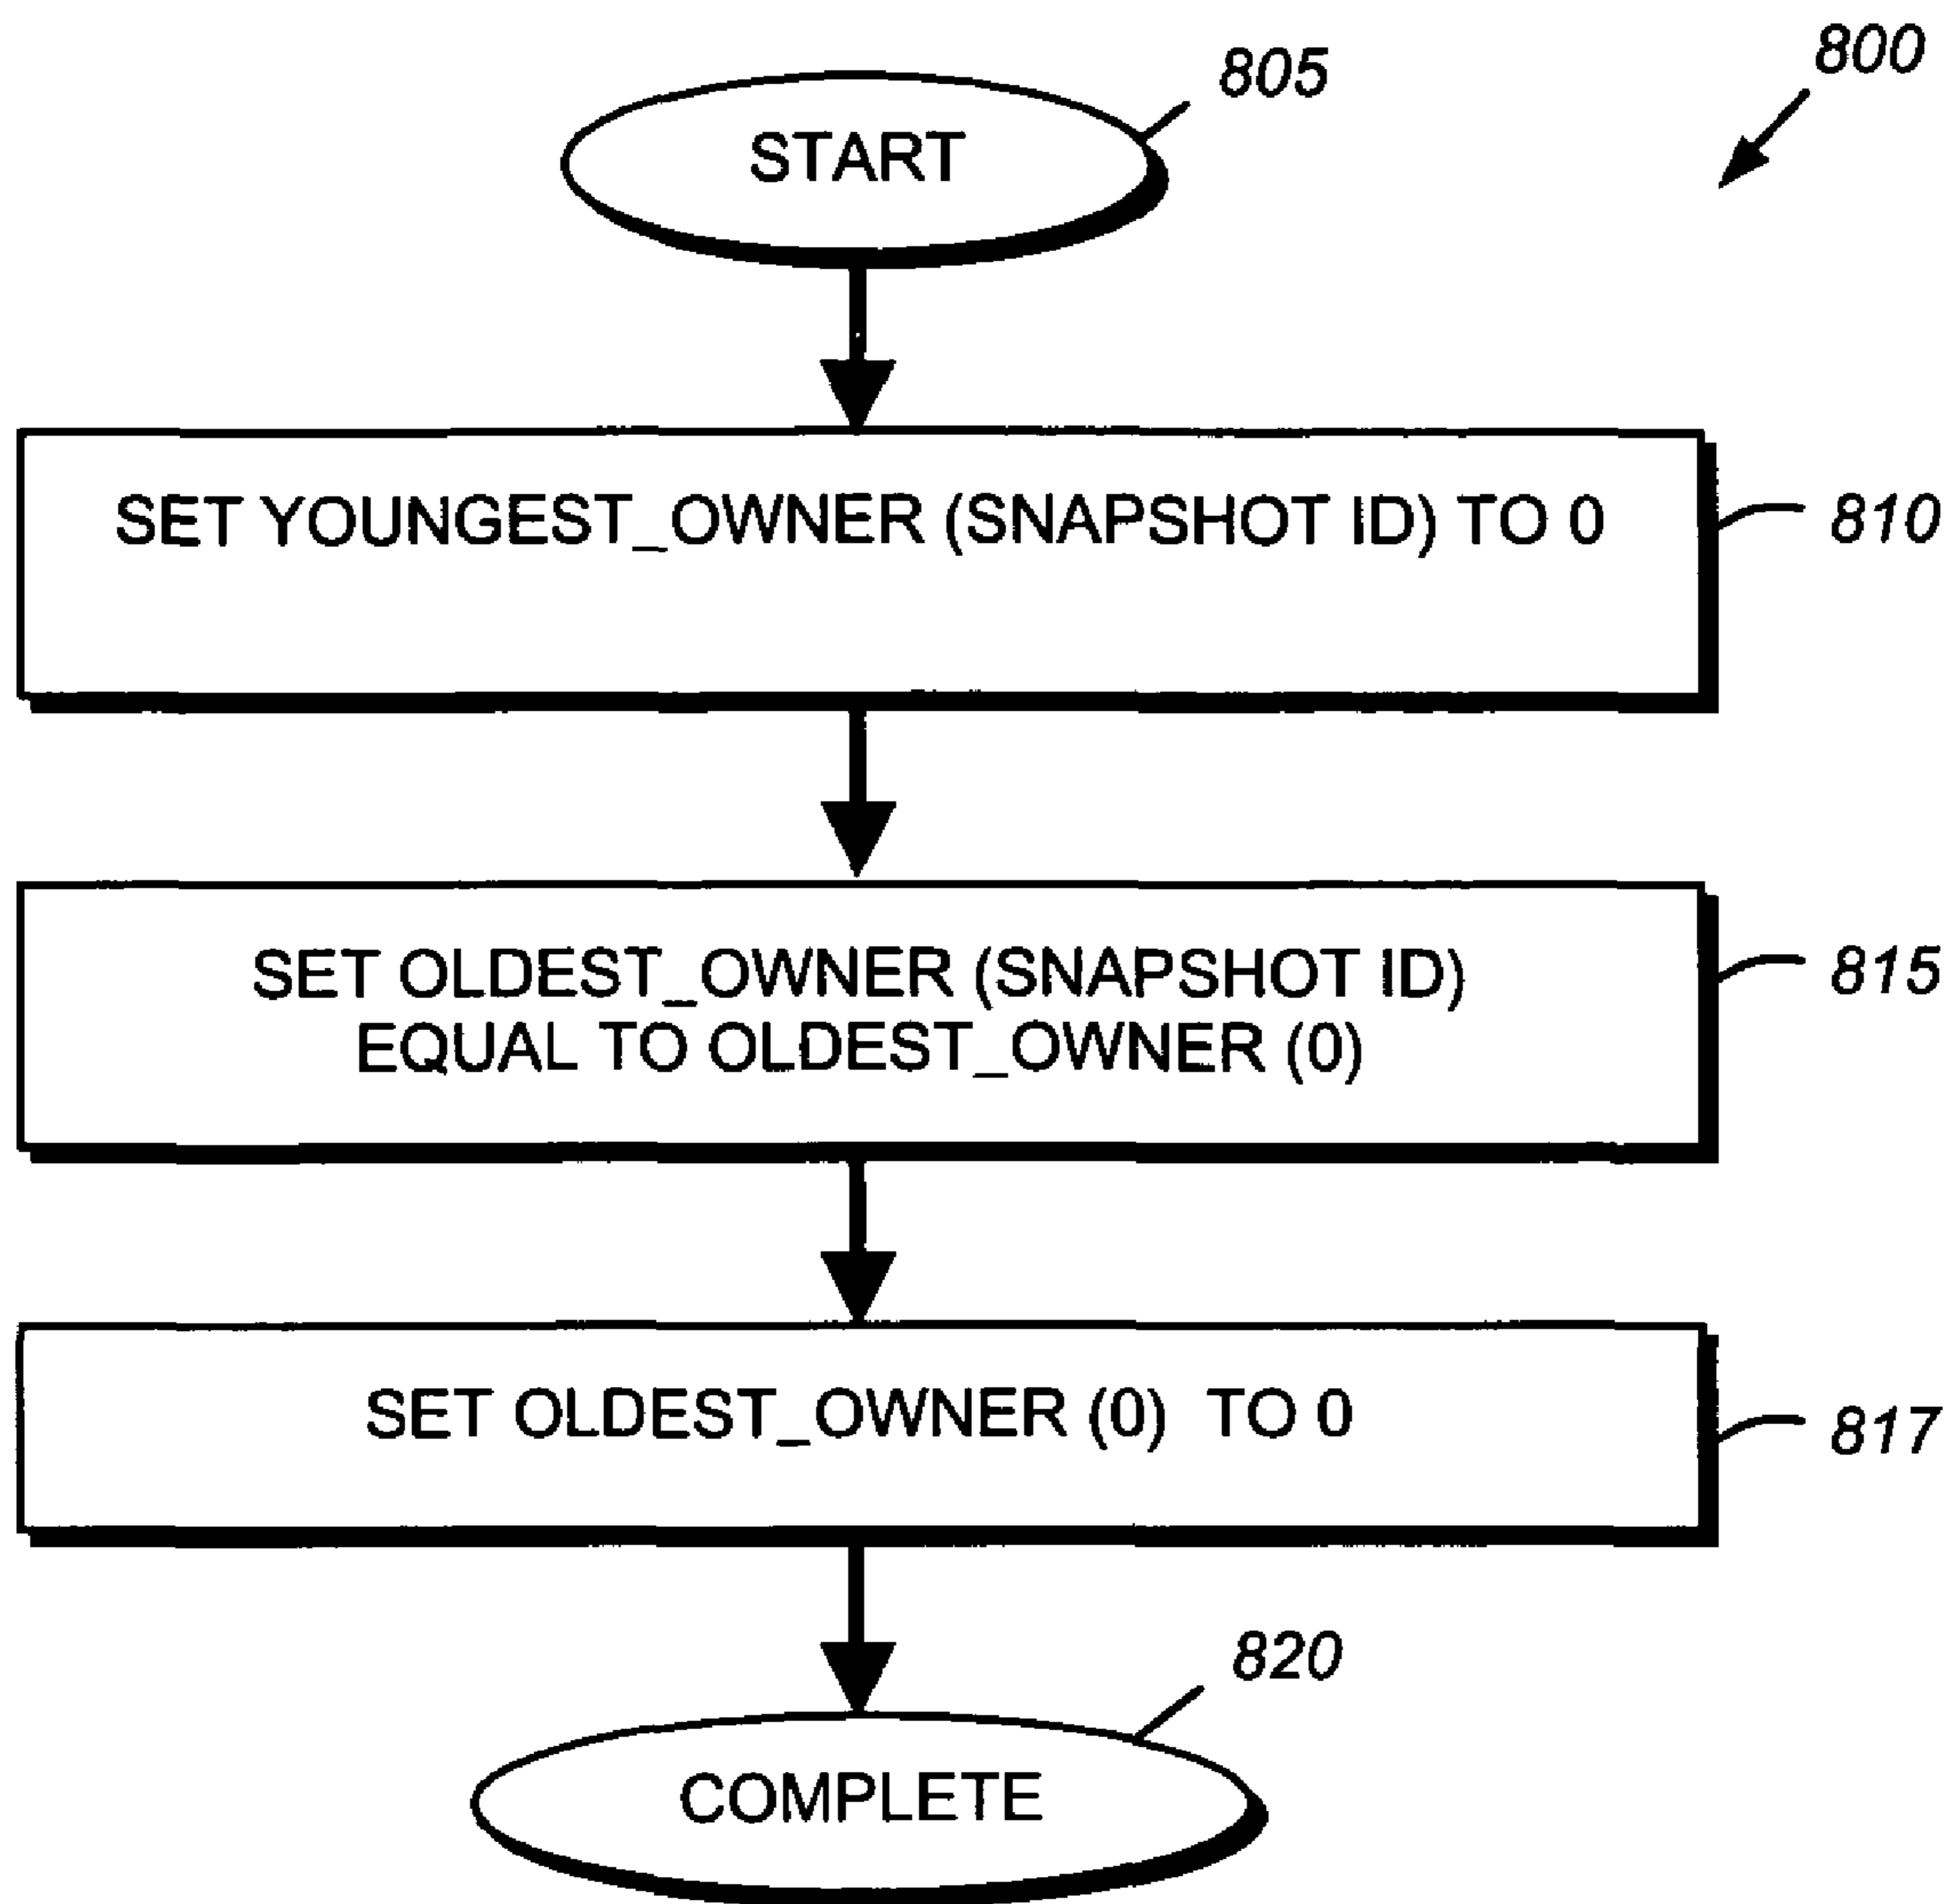 800
805
START
SET YOUNGEST_OWNER (SNAPSHOT ID) TO 0
810
SET OLDEST_OWNER (SNAPSHOT ID)
EQUAL TO OLDEST_OWNER (0)
815
SET OLDEST_OWNER (0) TO 0
817
820
COMPLETE